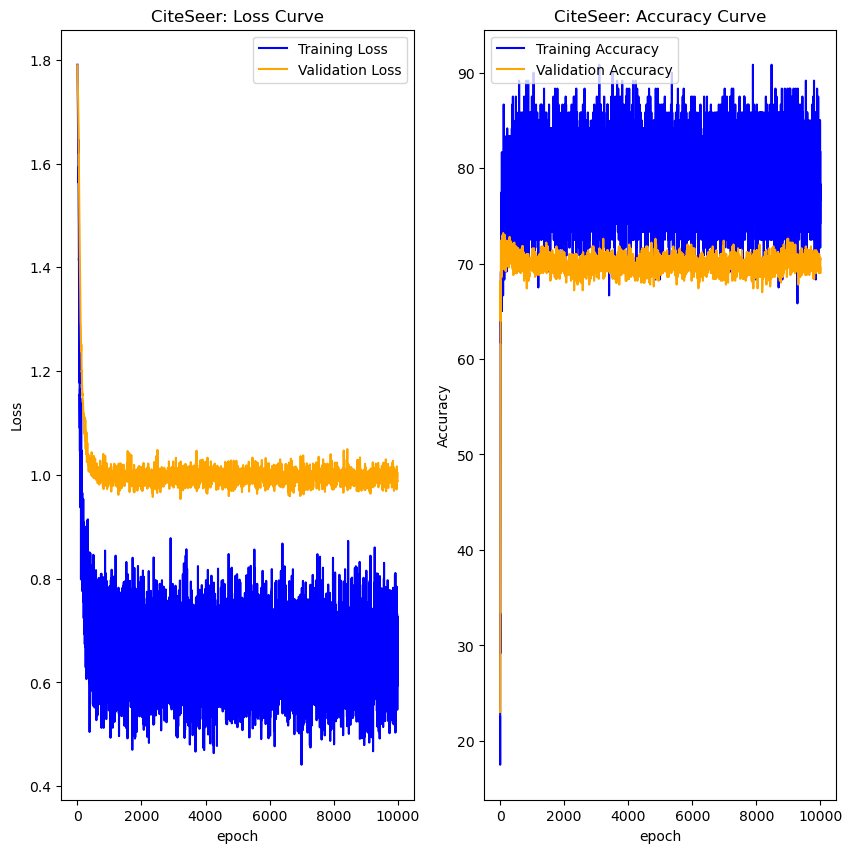 CiteSeer: Loss Curve
Training Loss
Validation Loss
1.8
1.6
1.4
1.2
1.0
0.8
0.6
0.4
Loss
0 2000 4000 6000 8000 10000
epoch
CiteSeer: Accuracy Curve
Training Accuracy
Validation Accuracy
90
80
70
60
50
40
30
20
Accuracy
0 2000 4000 6000 8000 10000
epoch